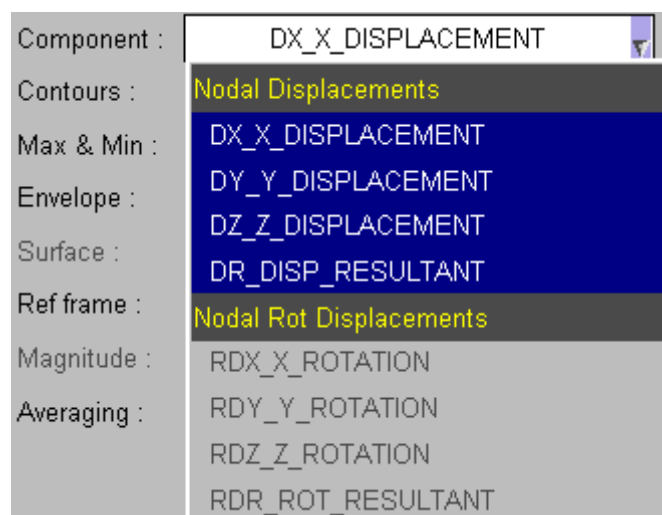 Component : DX_X_DISPLACEMENT
Contours : Nodal Displacements
Max & Min : DX_X_DISPLACEMENT
DY_Y_DISPLACEMENT
Envelope :
DZ_Z_DISPLACEMENT
Surface :
DR_DISP_RESULTANT
Ref frame : Nodal Rot Displacements
Magnitude : RDX_X_ROTATION
Averaging : RDY_Y_ROTATION
RDZ_Z_ROTATION
RDR_ROT_RESULTANT